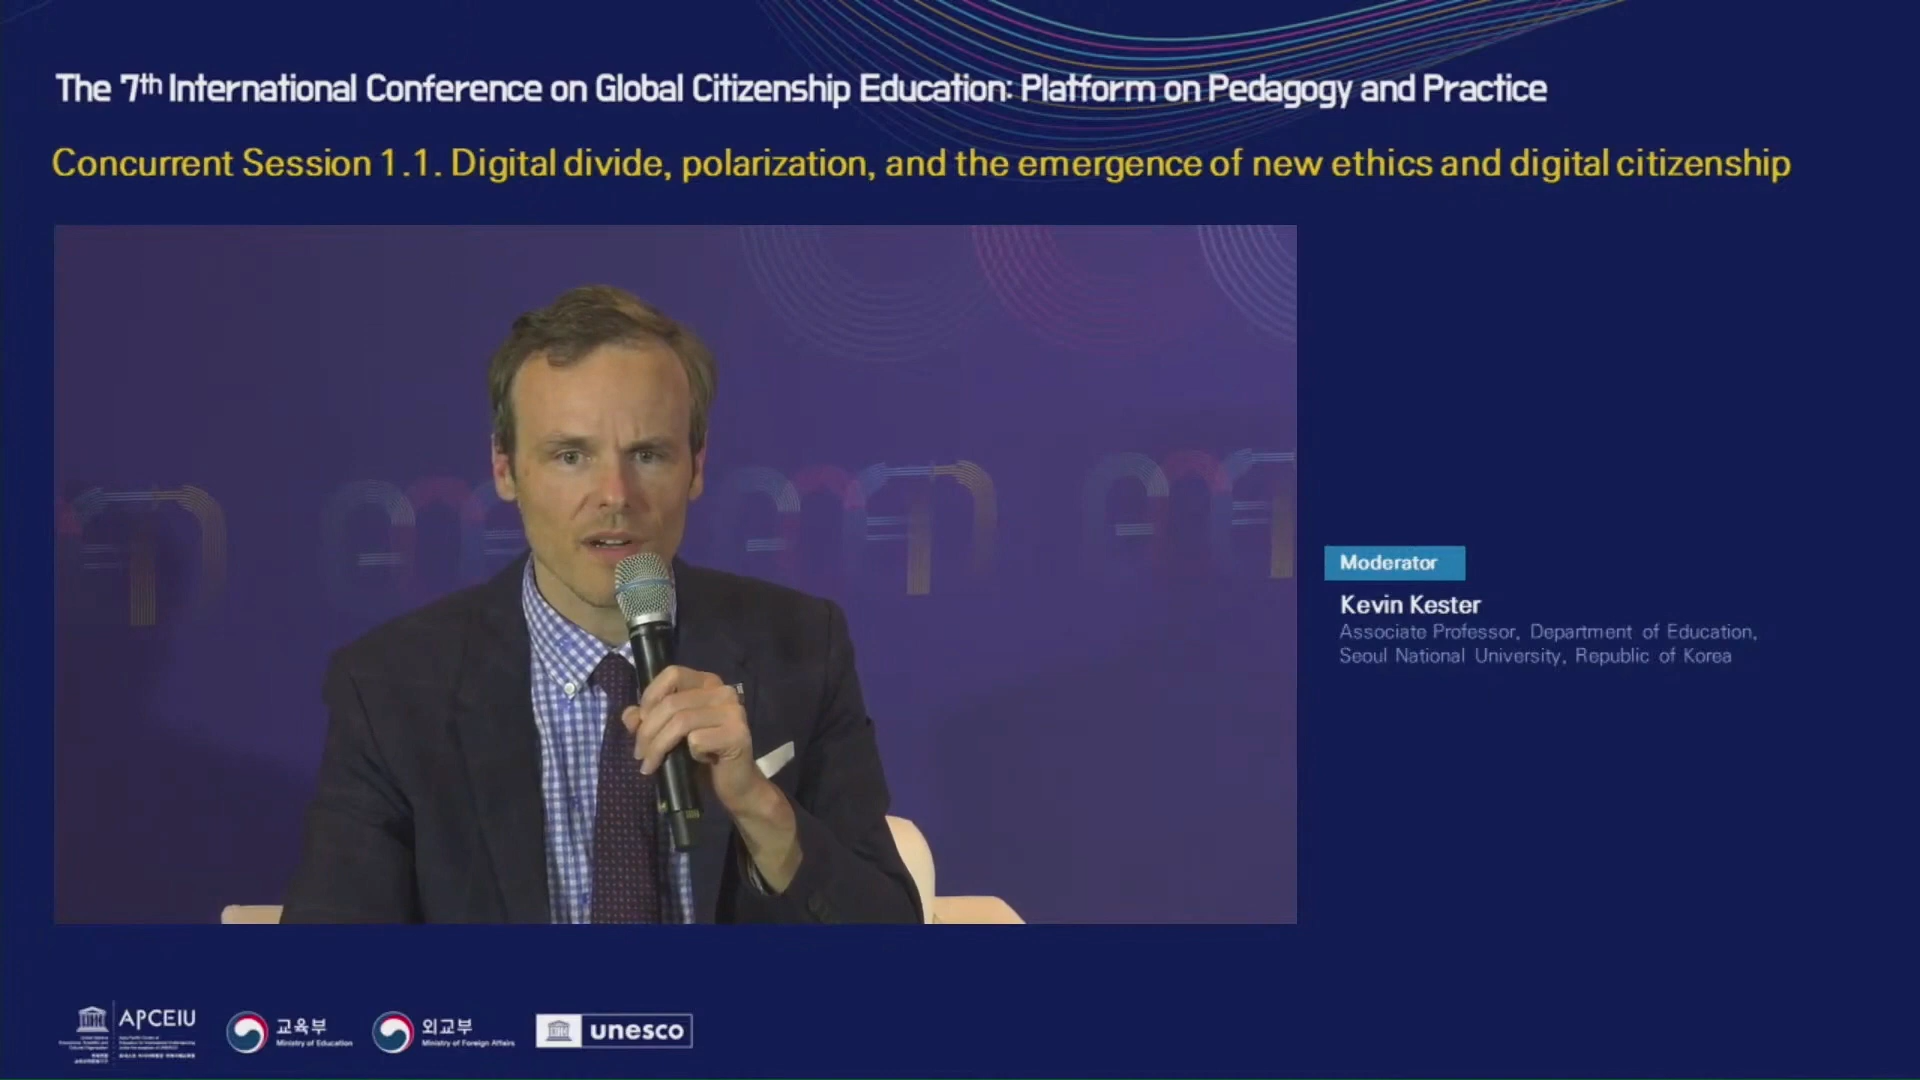 The 7th International Conference on Global Citizenship Education: Platform on Pedagogy and Practice
Concurrent Session 1.1. Digital divide, polarization, and the emergence of new ethics and digital citizenship
Moderator
Kevin Kester
Associate Professor, Department of Education,
Seoul National University, Republic of Korea
APCEIU
교육부
Ministry of Education
외교부
Ministry of Foreign Affairs
unesco